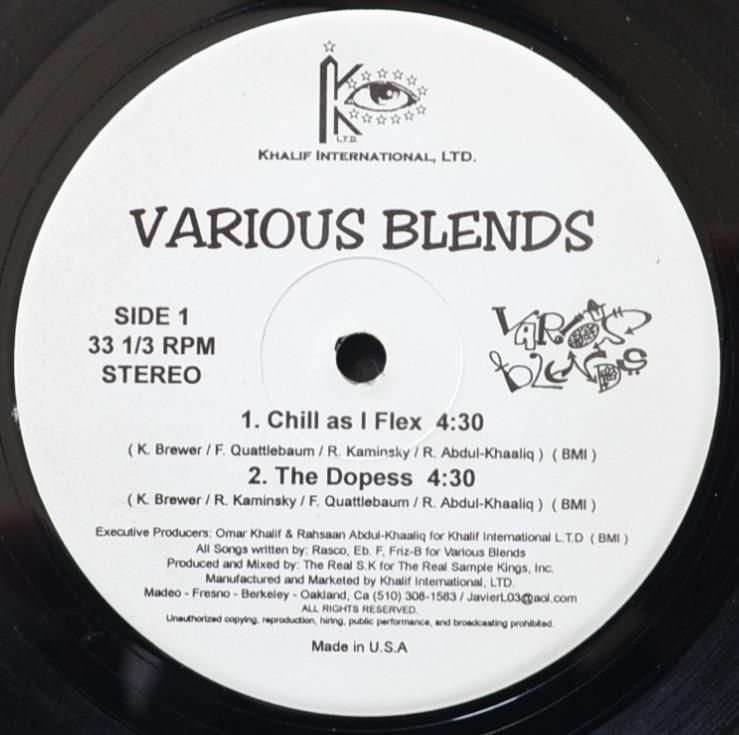 K
L.T.D.
KHALIF INTERNATIONAL, LTD.
VARIOUS BLENDS
SIDE 1
33 1/3 RPM
STEREO
VARIOUS
BLENDS
1. Chill as I Flex 4:30
( K. Brewer / F. Quattlebaum / R. Kaminsky / R. Abdul-Khaaliq ) ( BMI )
2. The Dopess 4:30
( K. Brewer / R. Kaminsky / F. Quattlebaum / R. Abdul-Khaaliq ) ( BMI )
Executive Producers: Omar Khalif & Rahsaan Abdul-Khaaliq for Khalif International L.T.D ( BMI )
All Songs written by: Rasco, Eb. F, Friz-B for Various Blends
Produced and Mixed by: The Real S.K for The Real Sample Kings, Inc.
Manufactured and Marketed by Khalif International, LTD.
Madeo - Fresno - Berkeley - Oakland, Ca (510) 308-1583 / JavierL03@aol.com
ALL RIGHTS RESERVED.
Unauthorized copying, reproduction, hiring, public performance, and broadcasting prohibited.
Made in U.S.A